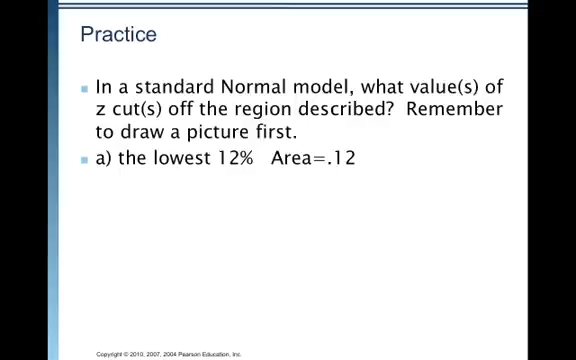 Practice
In a standard Normal model, what value(s) of
z cut(s) off the region described? Remember
to draw a picture first.
a) the lowest 12% Area=.12
Copyright © 2010, 2007, 2004 Pearson Education, Inc.